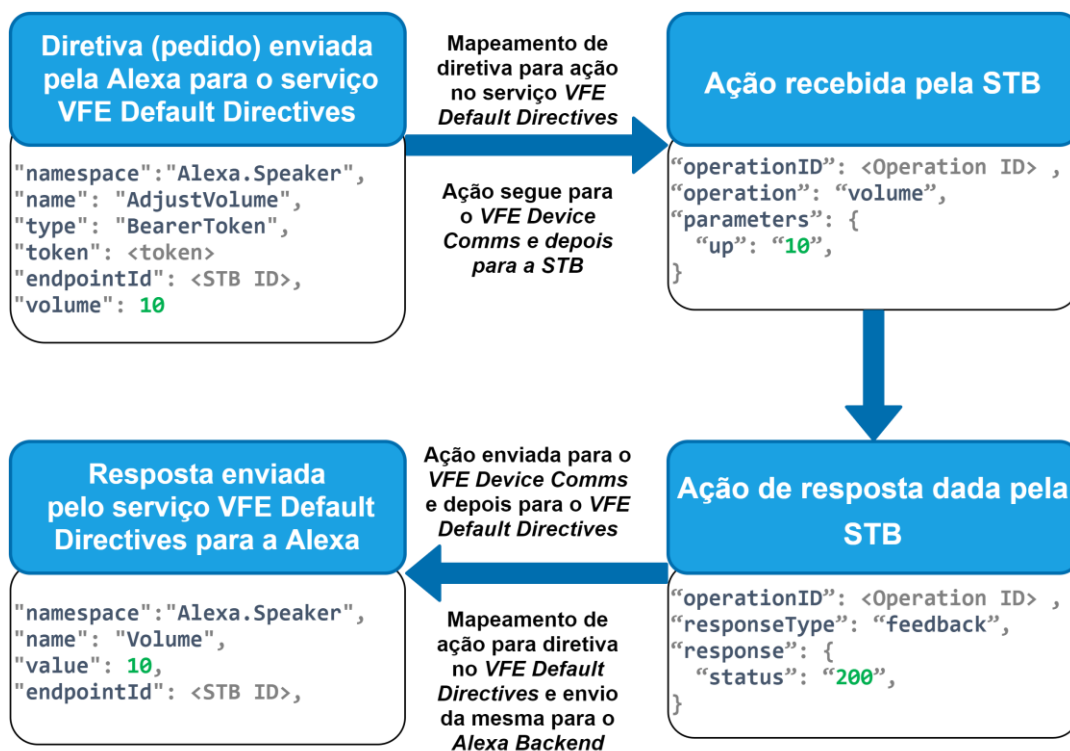 Diretiva (pedido) enviada
pela Alexa para o serviço
VFE Default Directives
"namespace":"Alexa.Speaker",
"name": "AdjustVolume",
"type": "BearerToken",
"token": <token>
"endpointId": <STB ID>,
"volume": 10
Mapeamento de
diretiva para ação
no serviço VFE
Default Directives
Ação segue para
o VFE Device
Comms e depois
para a STB
Ação recebida pela STB
“operationID”: <Operation ID> ,
“operation”: “volume”,
“parameters”: {
“up”: “10”,
}
Ação de resposta dada pela
STB
“operationID”: <Operation ID> ,
“responseType”: “feedback”,
“response”: {
“status”: “200”,
}
Ação enviada para o
VFE Device Comms
e depois para o VFE
Default Directives
Mapeamento de
ação para diretiva
no VFE Default
Directives e envio
da mesma para o
Alexa Backend
Resposta enviada
pelo serviço VFE Default
Directives para a Alexa
"namespace":"Alexa.Speaker",
"name": "Volume",
"value": 10,
"endpointId": <STB ID>,